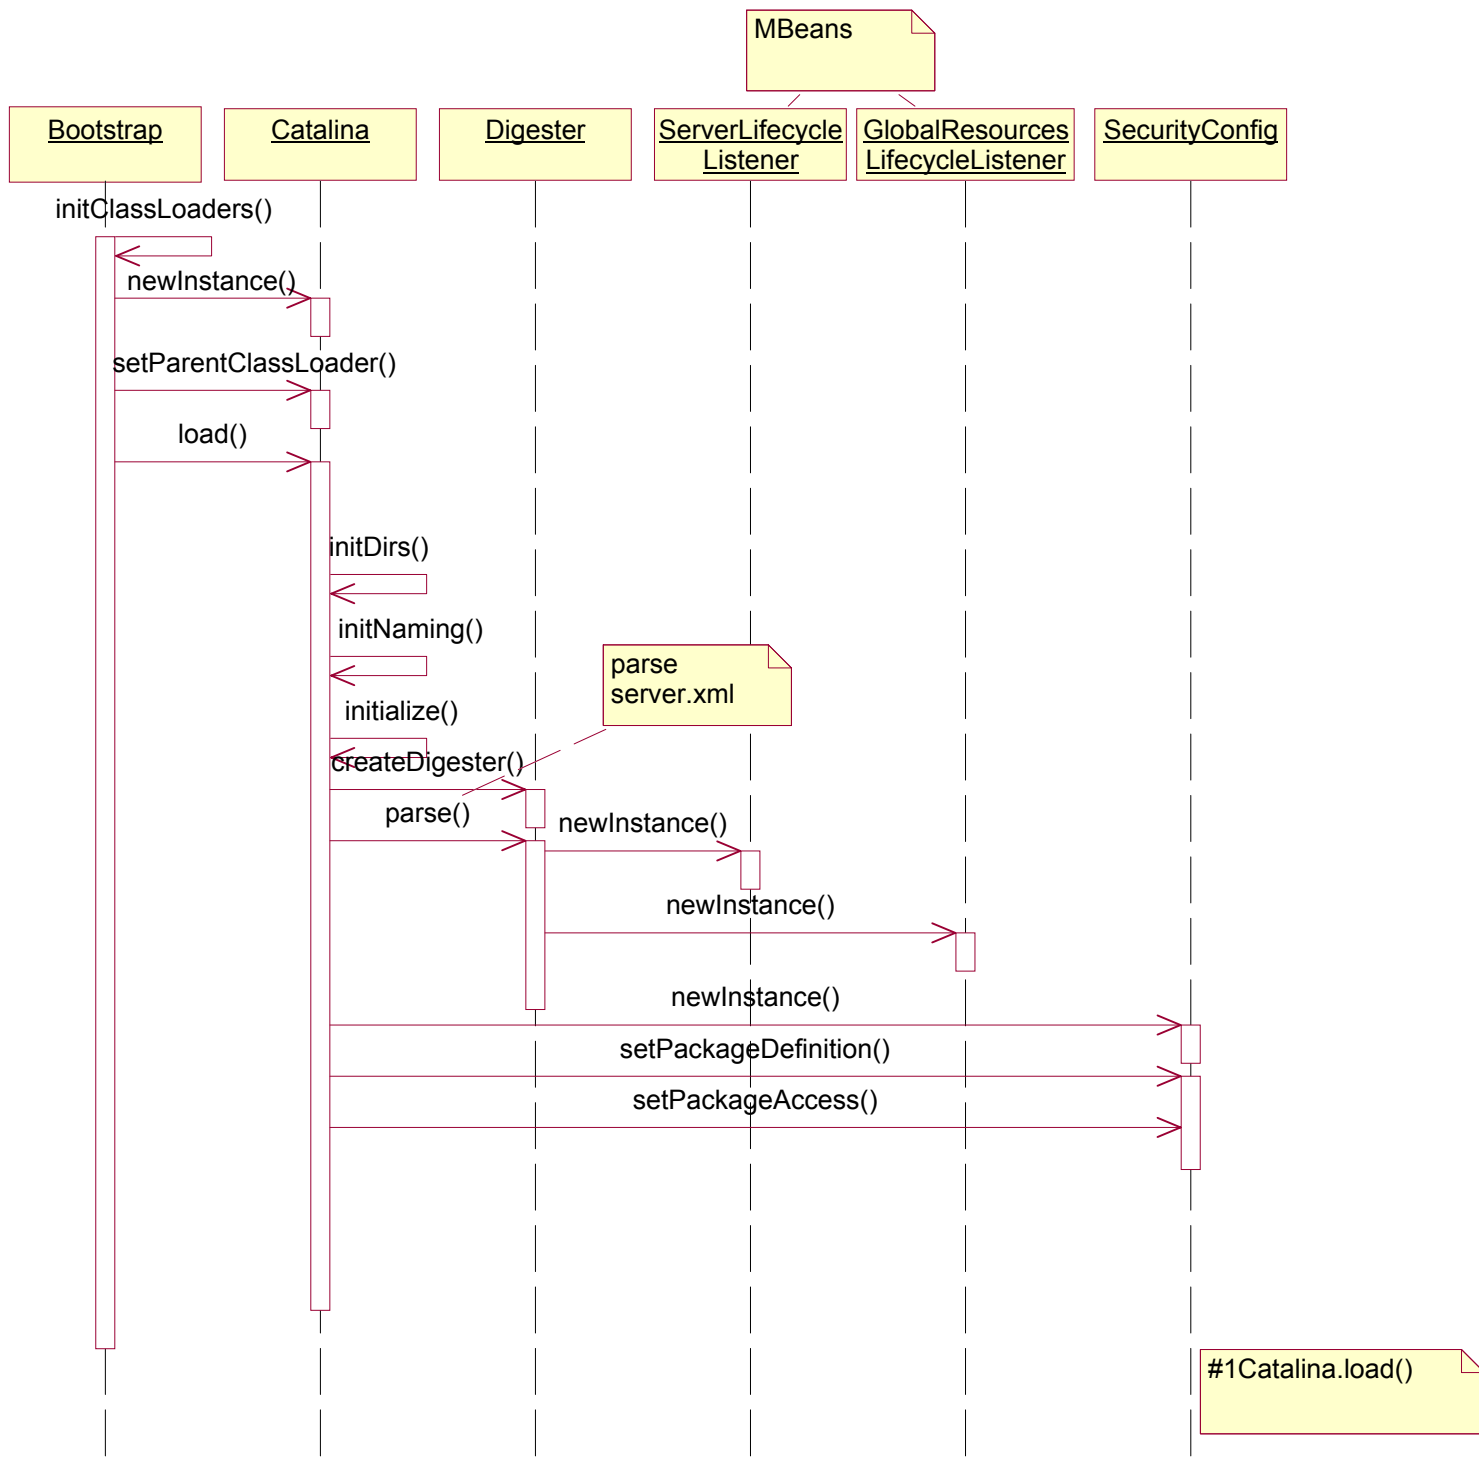 MBeans
Bootstrap
Catalina
Digester
ServerLifecycle
Listener
GlobalResources
LifecycleListener
SecurityConfig
initClassLoaders()
newInstance()
setParentClassLoader()
load()
initDirs()
initNaming()
parse
server.xml
initialize()
createDigester()
parse()
newInstance()
newInstance()
newInstance()
setPackageDefinition()
setPackageAccess()
#1Catalina.load()